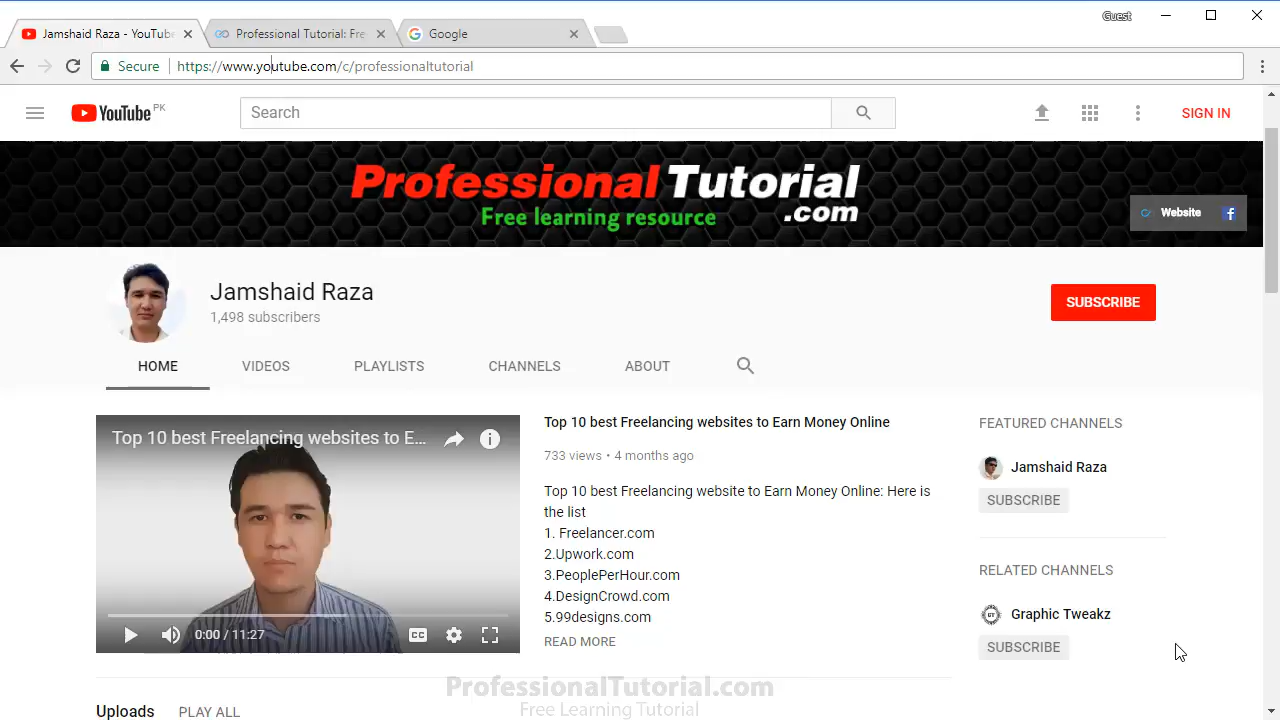 Guest
Jamshaid Raza - YouTube
Professional Tutorial: Fre
Google
Secure https://www.youtube.com/c/professionaltutorial
YouTube PK
Search
SIGN IN
Professional Tutorial
.com
Free learning resource
Website
Jamshaid Raza
1,498 subscribers
SUBSCRIBE
HOME VIDEOS PLAYLISTS CHANNELS ABOUT
Top 10 best Freelancing websites to E...
0:00 / 11:27
CC
Top 10 best Freelancing websites to Earn Money Online
733 views • 4 months ago
Top 10 best Freelancing website to Earn Money Online: Here is
the list
1. Freelancer.com
2.Upwork.com
3.PeoplePerHour.com
4.DesignCrowd.com
5.99designs.com
READ MORE
FEATURED CHANNELS
Jamshaid Raza
SUBSCRIBE
RELATED CHANNELS
GT
Graphic Tweakz
SUBSCRIBE
Uploads PLAY ALL
ProfessionalTutorial.com
Free Learning Tutorial